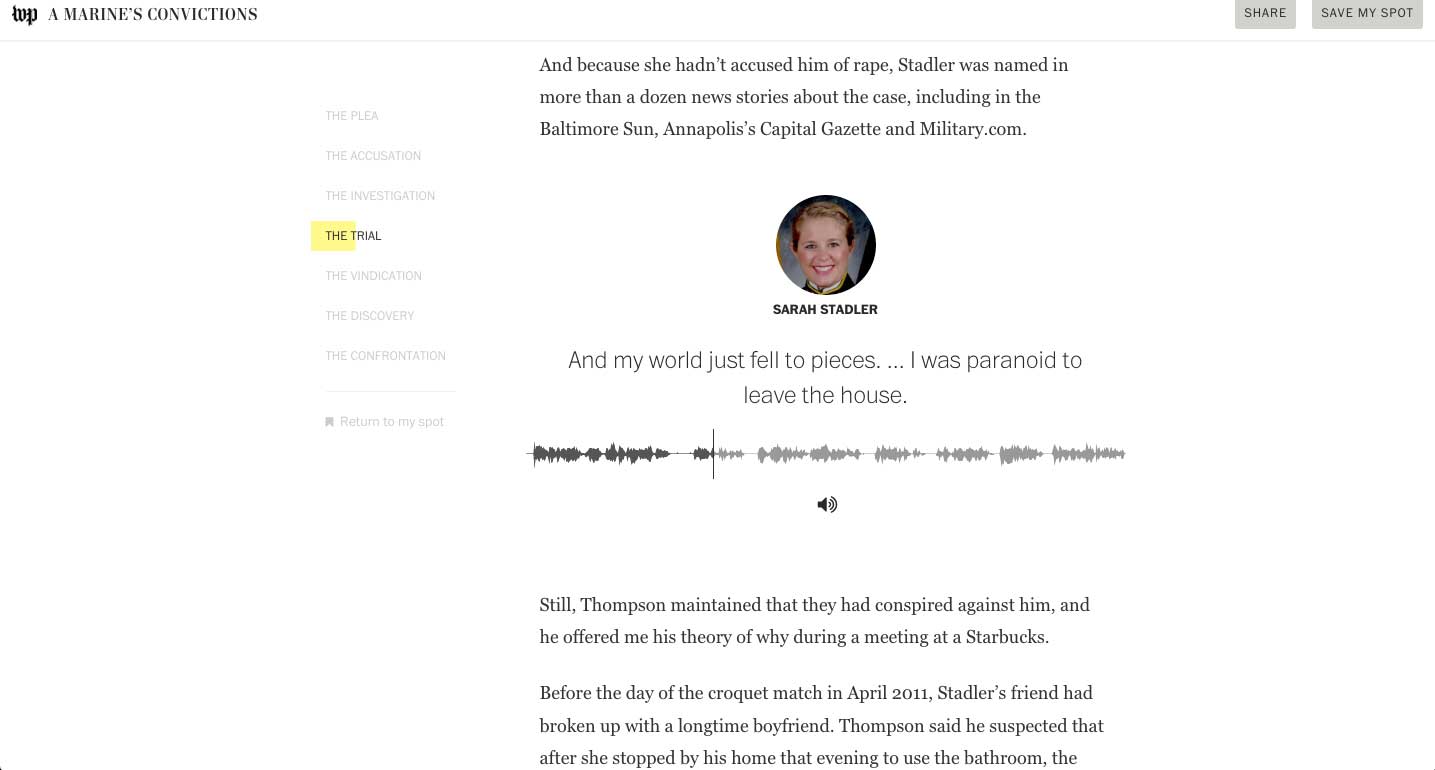 wp A MARINE’S CONVICTIONS
SHARE
SAVE MY SPOT
THE PLEA
THE ACCUSATION
THE INVESTIGATION
THE TRIAL
THE VINDICATION
THE DISCOVERY
THE CONFRONTATION
Return to my spot
And because she hadn’t accused him of rape, Stadler was named in
more than a dozen news stories about the case, including in the
Baltimore Sun, Annapolis’s Capital Gazette and Military.com.
SARAH STADLER
And my world just fell to pieces. ... I was paranoid to
leave the house.
Still, Thompson maintained that they had conspired against him, and
he offered me his theory of why during a meeting at a Starbucks.
Before the day of the croquet match in April 2011, Stadler’s friend had
broken up with a longtime boyfriend. Thompson said he suspected that
after she stopped by his home that evening to use the bathroom, the